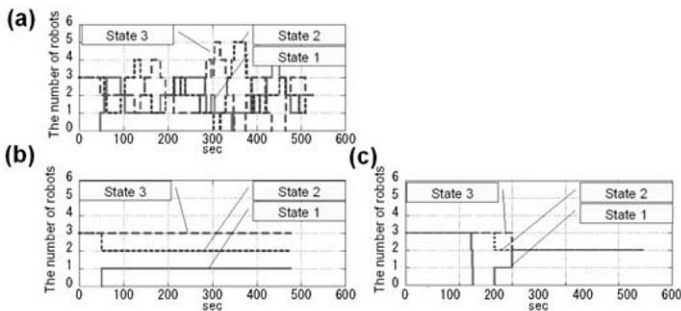 (a)
The number of robots
6
5
4
3
2
1
0
State 3
State 2
State 1
0 100 200 300 400 500 600
sec
(b)
The number of robots
6
5
4
3
2
1
0
State 3
State 2
State 1
0 100 200 300 400 500 600
sec
(c)
The number of robots
6
5
4
3
2
1
0
State 3
State 2
State 1
0 100 200 300 400 500 600
sec